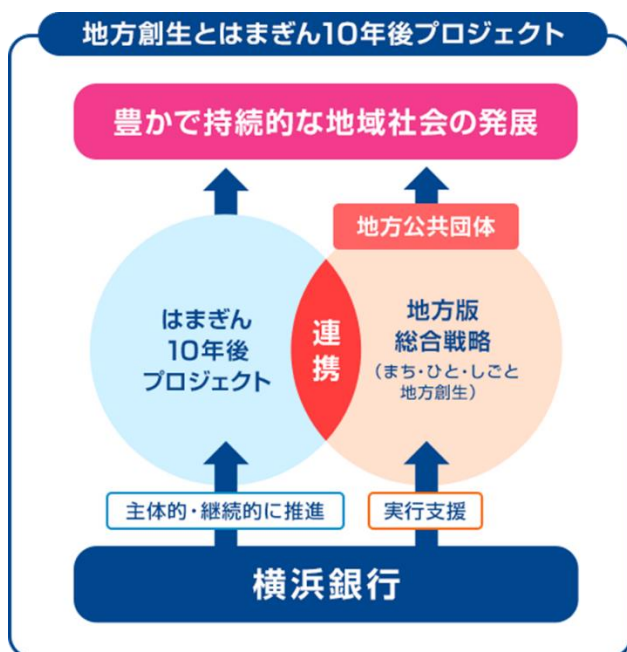 地方創生とはまぎん10年後プロジェクト
豊かで持続的な地域社会の発展
地方公共団体
はまぎん
10年後
プロジェクト
連携
地方版
総合戦略
(まち・ひと・しごと
地方創生)
主体的・継続的に推進
実行支援
横浜銀行